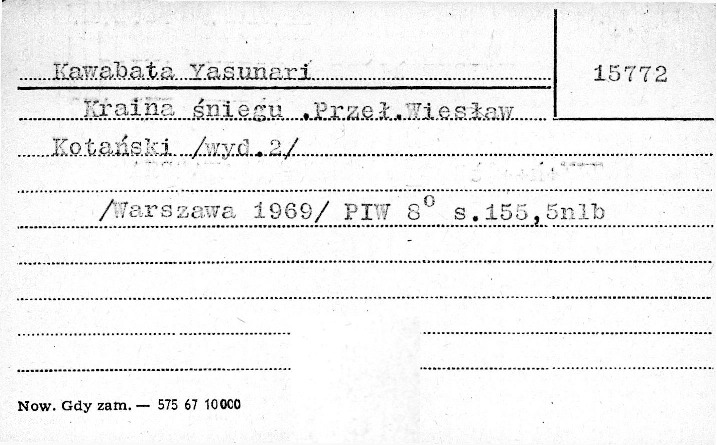 Kawabata Yasunari
15772
Kraina śniegu .Przeł.Wiesław
Kotański /wyd.2/
/Warszawa 1969/ PIW 8⁰ s.155,5nlb
Now. Gdy zam. — 575 67 10000